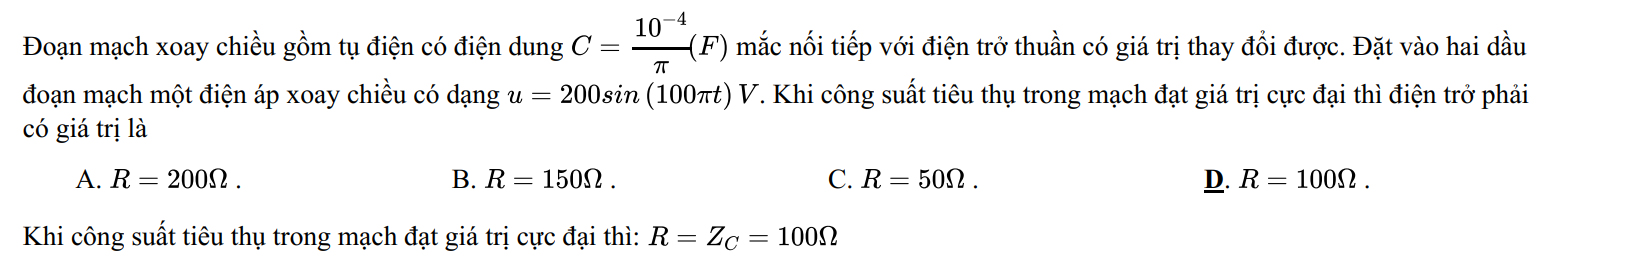 Đoạn mạch xoay chiều gồm tụ điện có điện dung $C = \dfrac{10^{-4}}{\pi}(F)$ mắc nối tiếp với điện trở thuần có giá trị thay đổi được. Đặt vào hai dầu
đoạn mạch một điện áp xoay chiều có dạng $u = 200sin\,(100\pi t)\,V$. Khi công suất tiêu thụ trong mạch đạt giá trị cực đại thì điện trở phải
có giá trị là
A. $R = 200\Omega$ . B. $R = 150\Omega$ . C. $R = 50\Omega$ . D. $R = 100\Omega$ .
Khi công suất tiêu thụ trong mạch đạt giá trị cực đại thì: $R = Z_C = 100\Omega$